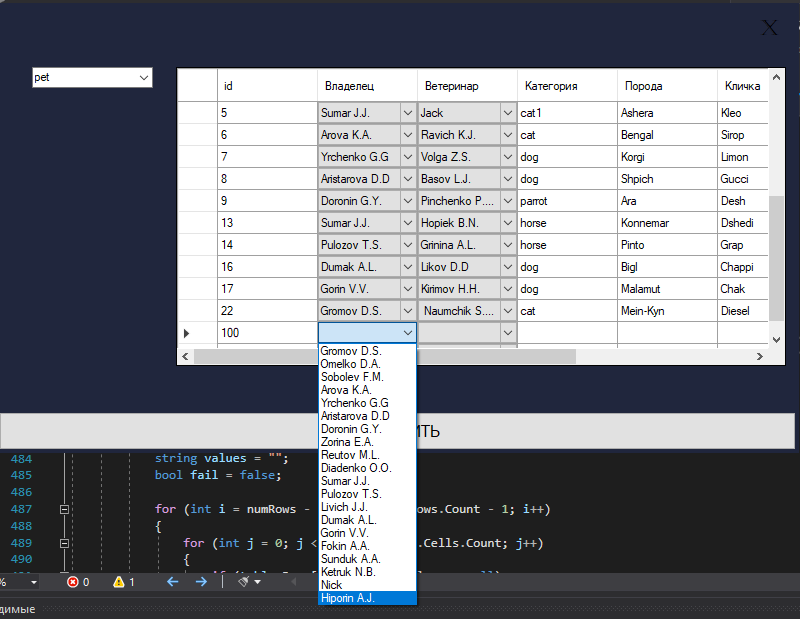 X
pet
id Владелец Ветеринар Категория Порода Кличка
5 Sumar J.J. Jack cat1 Ashera Kleo
6 Arova K.A. Ravich K.J. cat Bengal Sirop
7 Yrchenko G.G Volga Z.S. dog Korgi Limon
8 Aristarova D.D Basov L.J. dog Shpich Gucci
9 Doronin G.Y. Pinchenko P.... parrot Ara Desh
13 Sumar J.J. Hopiek B.N. horse Konnemar Dshedi
14 Pulozov T.S. Grinina A.L. horse Pinto Grap
16 Dumak A.L. Likov D.D dog Bigl Chappi
17 Gorin V.V. Kirimov H.H. dog Malamut Chak
22 Gromov D.S. Naumchik S.... cat Mein-Kyn Diesel
100
Gromov D.S.
Omelko D.A.
Sobolev F.M.
Arova K.A.
Yrchenko G.G
Aristarova D.D
Doronin G.Y.
Zorina E.A.
Reutov M.L.
Diadenko O.O.
Sumar J.J.
Pulozov T.S.
Livich J.J.
Dumak A.L.
Gorin V.V.
Fokin A.A.
Sunduk A.A.
Ketruk N.B.
Nick
Hiporin A.J.
ИТЬ
484 string values = "";
485 bool fail = false;
486
487 for (int i = numRows - ows.Count - 1; i++)
488 {
489 for (int j = 0; j < .Cells.Count; j++)
490 {
% 0 1
димые